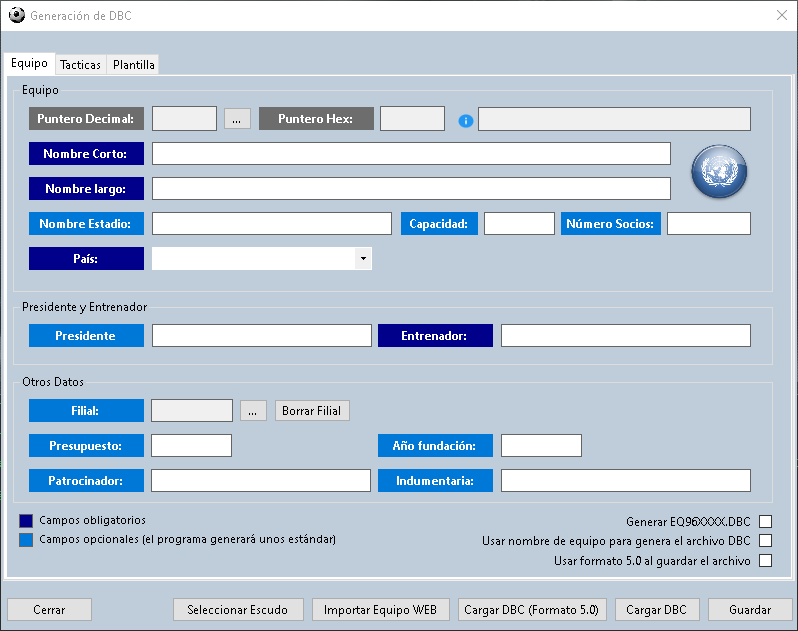 Generación de DBC
Equipo Tacticas Plantilla
Equipo
Puntero Decimal: ... Puntero Hex: i
Nombre Corto:
Nombre largo:
Nombre Estadio: Capacidad: Número Socios:
País:
Presidente y Entrenador
Presidente Entrenador:
Otros Datos
Filial: ... Borrar Filial
Presupuesto: Año fundación:
Patrocinador: Indumentaria:
Campos obligatorios
Campos opcionales (el programa generará unos estándar)
Generar EQ96XXXX.DBC
Usar nombre de equipo para genera el archivo DBC
Usar formato 5.0 al guardar el archivo
Cerrar Seleccionar Escudo Importar Equipo WEB Cargar DBC (Formato 5.0) Cargar DBC Guardar